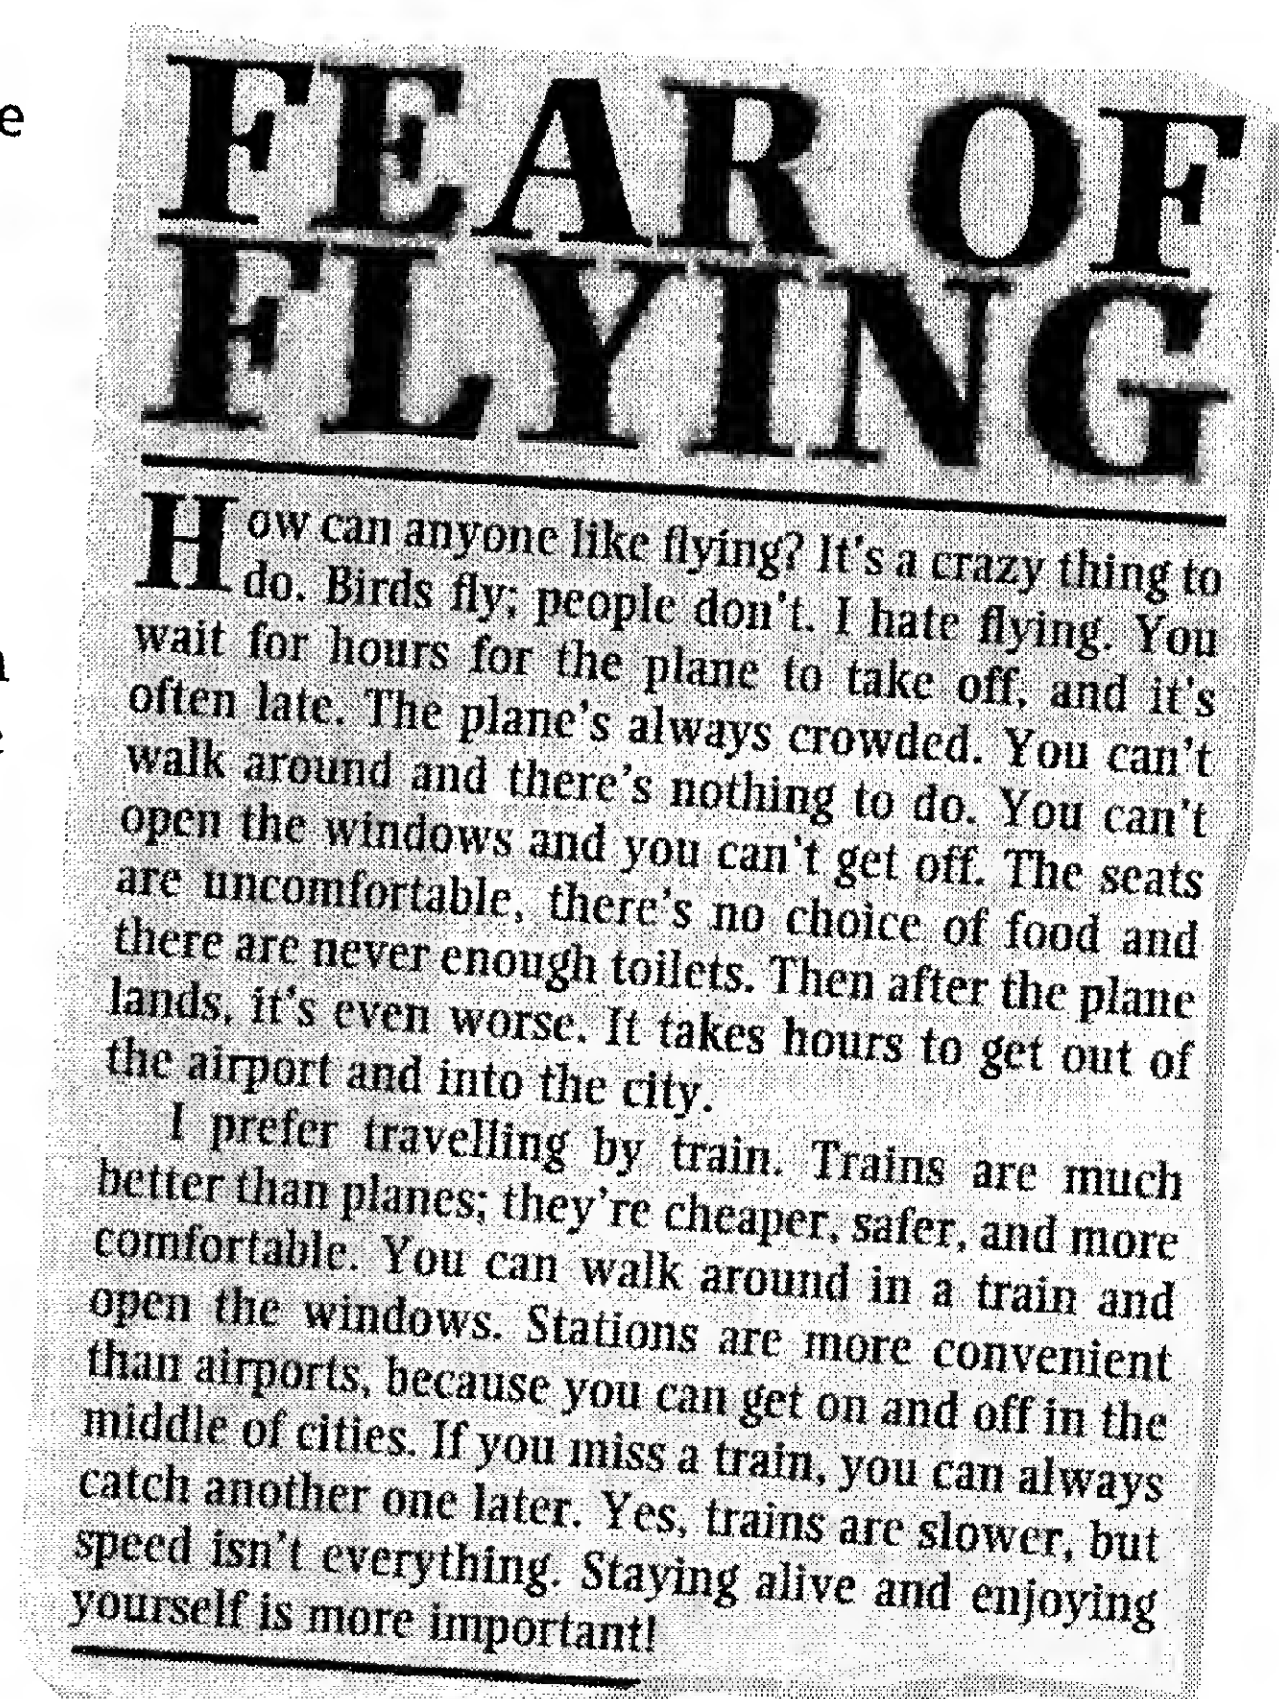 FEAR OF
FLYING
How can anyone like flying? It's a crazy thing to
do. Birds fly; people don't. I hate flying. You
wait for hours for the plane to take off, and it's
often late. The plane's always crowded. You can't
walk around and there's nothing to do. You can't
open the windows and you can't get off. The seats
are uncomfortable, there's no choice of food and
there are never enough toilets. Then after the plane
lands, it's even worse. It takes hours to get out of
the airport and into the city.
I prefer travelling by train. Trains are much
better than planes; they're cheaper, safer, and more
comfortable. You can walk around in a train and
open the windows. Stations are more convenient
than airports, because you can get on and off in the
middle of cities. If you miss a train, you can always
catch another one later. Yes, trains are slower, but
speed isn't everything. Staying alive and enjoying
yourself is more important!